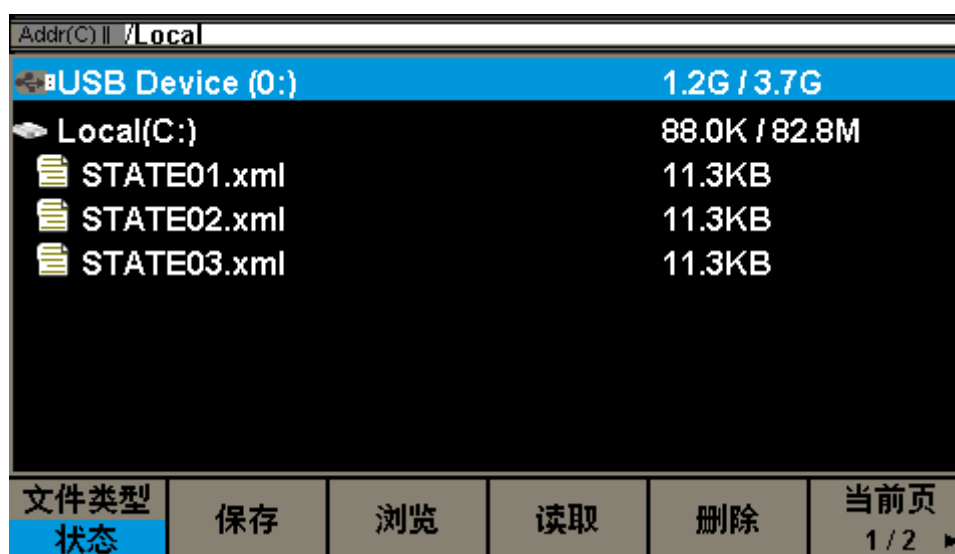 Addr(C)|| /Local
USB Device (0:) 1.2G / 3.7G
Local(C:) 88.0K / 82.8M
STATE01.xml 11.3KB
STATE02.xml 11.3KB
STATE03.xml 11.3KB
文件类型 保存 浏览 读取 删除 当前页
状态 1 / 2